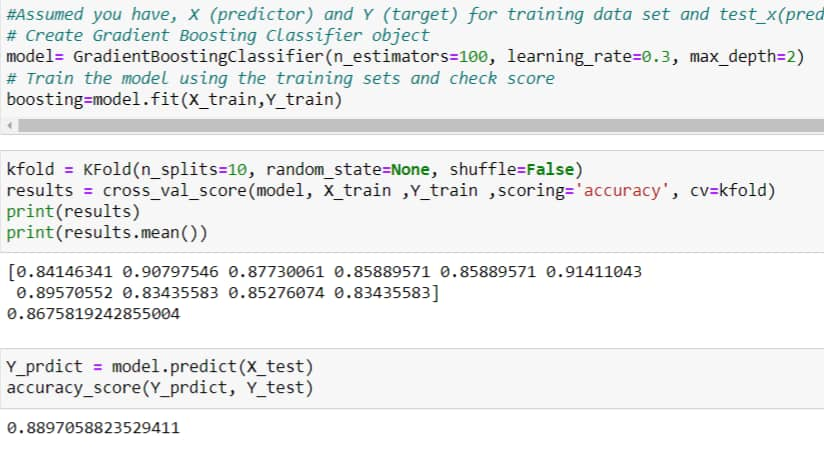 #Assumed you have, X (predictor) and Y (target) for training data set and test_x(pred
# Create Gradient Boosting Classifier object
model= GradientBoostingClassifier(n_estimators=100, learning_rate=0.3, max_depth=2)
# Train the model using the training sets and check score
boosting=model.fit(X_train,Y_train)
kfold = KFold(n_splits=10, random_state=None, shuffle=False)
results = cross_val_score(model, X_train ,Y_train ,scoring='accuracy', cv=kfold)
print(results)
print(results.mean())
[0.84146341 0.90797546 0.87730061 0.85889571 0.85889571 0.91411043
 0.89570552 0.83435583 0.85276074 0.83435583]
0.8675819242855004
Y_prdict = model.predict(X_test)
accuracy_score(Y_prdict, Y_test)
0.8897058823529411